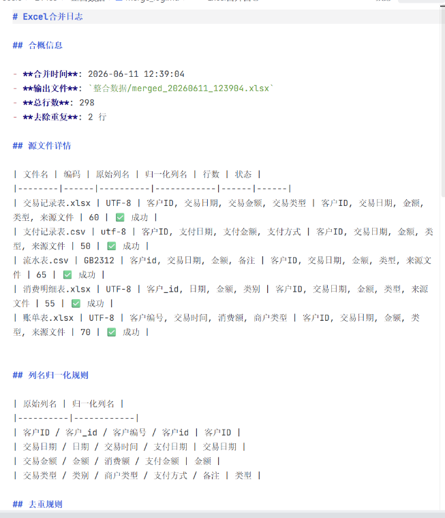 # Excel合并日志
## 合概信息
- **合并时间**: 2026-06-11 12:39:04
- **输出文件**: `整合数据/merged_20260611_123904.xlsx`
- **总行数**: 298
- **去除重复**: 2 行
## 源文件详情
| 文件名 | 编码 | 原始列名 | 归一化列名 | 行数 | 状态 |
|--------|------|----------|------------|------|------|
| 交易记录表.xlsx | UTF-8 | 客户ID, 交易日期, 交易金额, 交易类型 | 客户ID, 交易日期, 金额,
类型, 来源文件 | 60 | ✅ 成功 |
| 支付记录表.csv | utf-8 | 客户ID, 支付日期, 支付金额, 支付方式 | 客户ID, 交易日期, 金额, 类
型, 来源文件 | 50 | ✅ 成功 |
| 流水表.csv | GB2312 | 客户id, 交易日期, 金额, 备注 | 客户ID, 交易日期, 金额, 类型, 来源文
件 | 65 | ✅ 成功 |
| 消费明细表.xlsx | UTF-8 | 客户_id, 日期, 金额, 类别 | 客户ID, 交易日期, 金额, 类型, 来源
文件 | 55 | ✅ 成功 |
| 账单表.xlsx | UTF-8 | 客户编号, 交易时间, 消费额, 商户类型 | 客户ID, 交易日期, 金额, 类
型, 来源文件 | 70 | ✅ 成功 |
## 列名归一化规则
| 原始列名 | 归一化列名 |
|----------|------------|
| 客户ID / 客户_id / 客户编号 / 客户id | 客户ID |
| 交易日期 / 日期 / 交易时间 / 支付日期 | 交易日期 |
| 交易金额 / 金额 / 消费额 / 支付金额 | 金额 |
| 交易类型 / 类别 / 商户类型 / 支付方式 / 备注 | 类型 |
## 去重规则